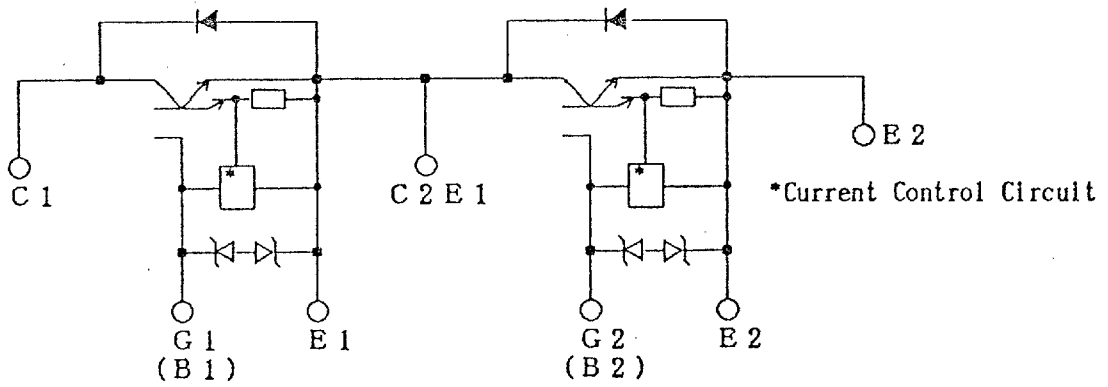 *
*
E 2
C 1
C 2 E 1
*Current Control Circuit
G 1
(B 1)
E 1
G 2
(B 2)
E 2